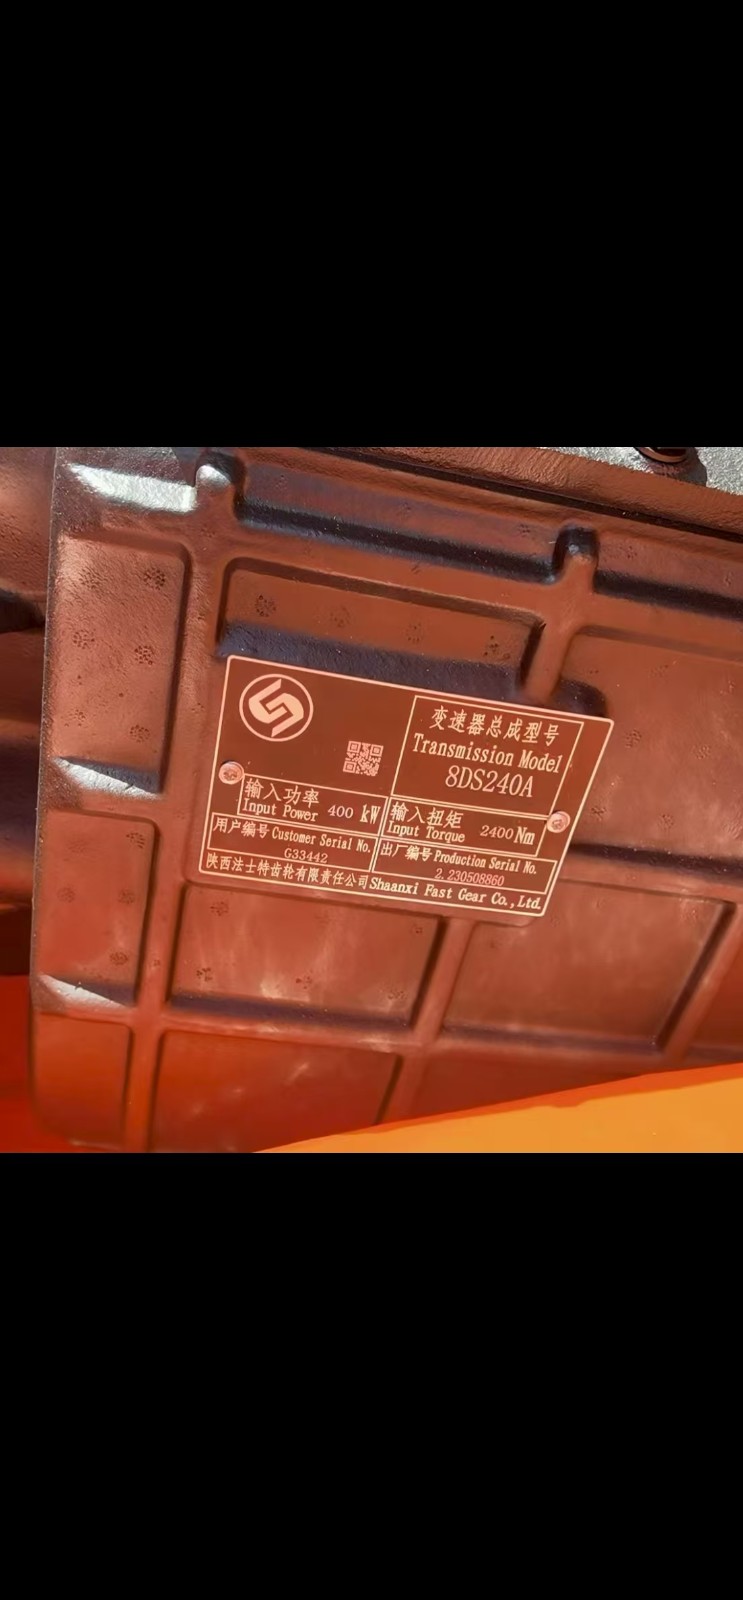 变速器总成型号
Transmission Model
8DS240A
输入功率
Input Power 400 kW
输入扭矩
Input Torque 2400 Nm
用户编号 Customer Serial No.
G33442
出厂编号 Production Serial No.
2.230508860
陕西法士特齿轮有限责任公司 Shaanxi Fast Gear Co.,Ltd.